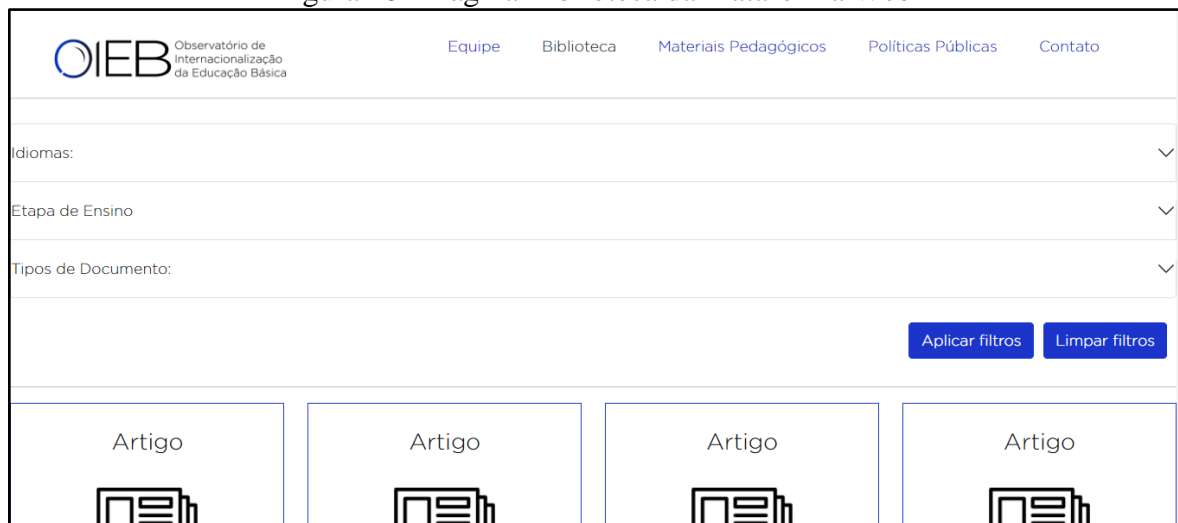 OIEB
Observatório de
Internacionalização
da Educação Básica
Equipe Biblioteca Materiais Pedagógicos Políticas Públicas Contato
Idiomas:
Etapa de Ensino
Tipos de Documento:
Aplicar filtros Limpar filtros
Artigo Artigo Artigo Artigo